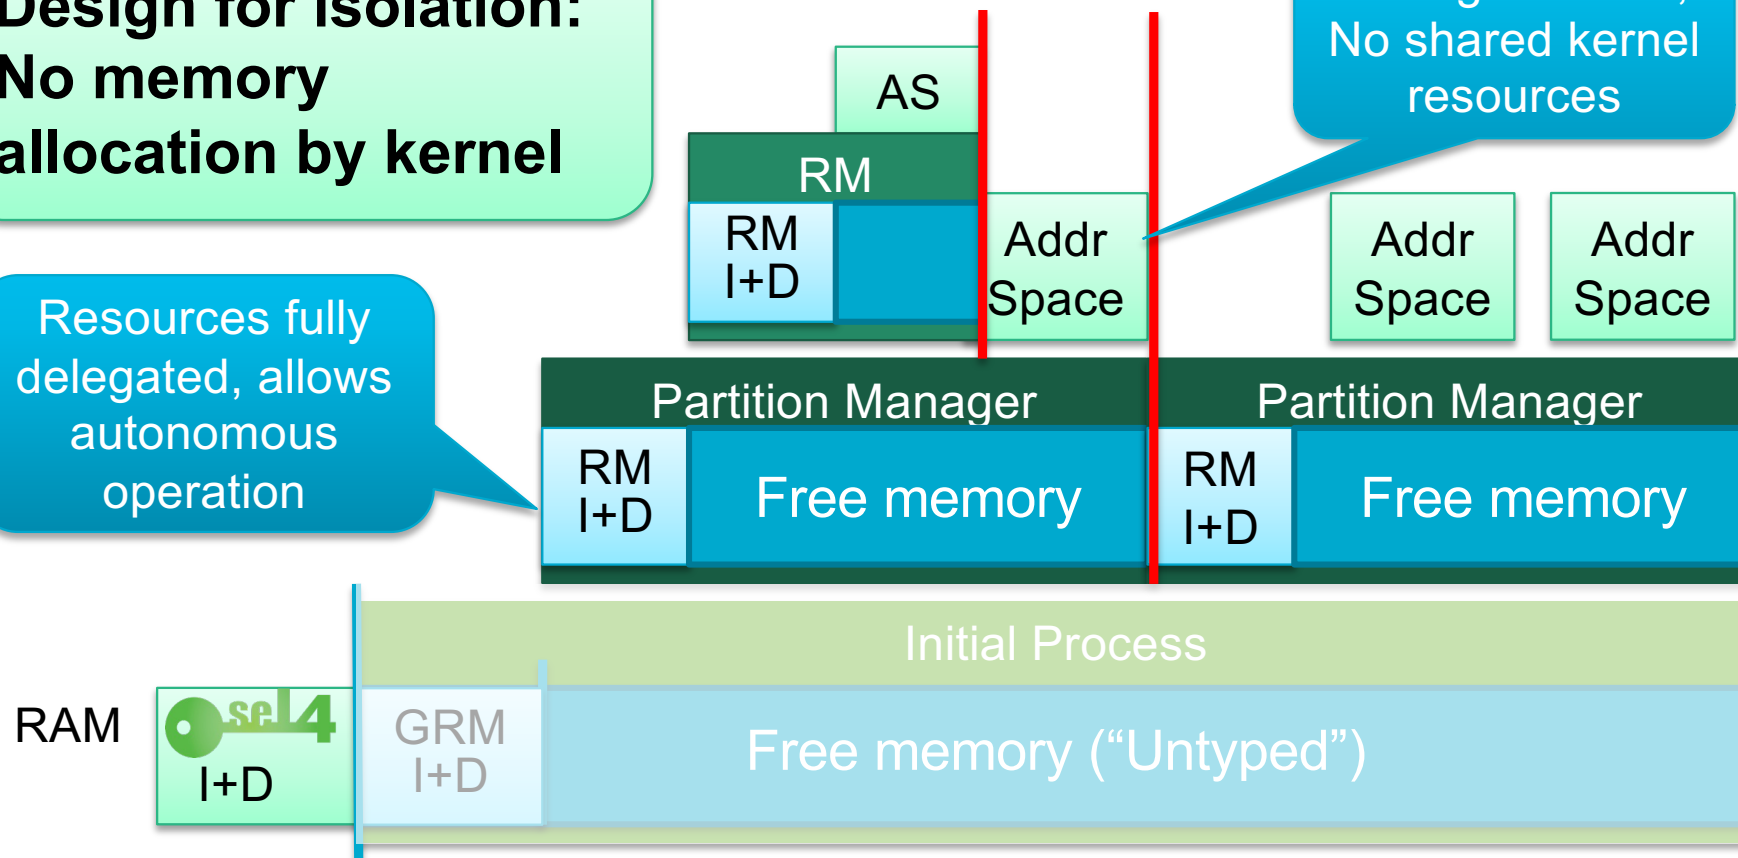 Design for Isolation:
No memory
allocation by kernel
No shared kernel
resources
AS
RM
RM
I+D
Addr
Space
Addr
Space
Addr
Space
Resources fully
delegated, allows
autonomous
operation
Partition Manager
Partition Manager
RM
I+D
Free memory
RM
I+D
Free memory
Initial Process
RAM
seL4
I+D
GRM
I+D
Free memory (“Untyped”)